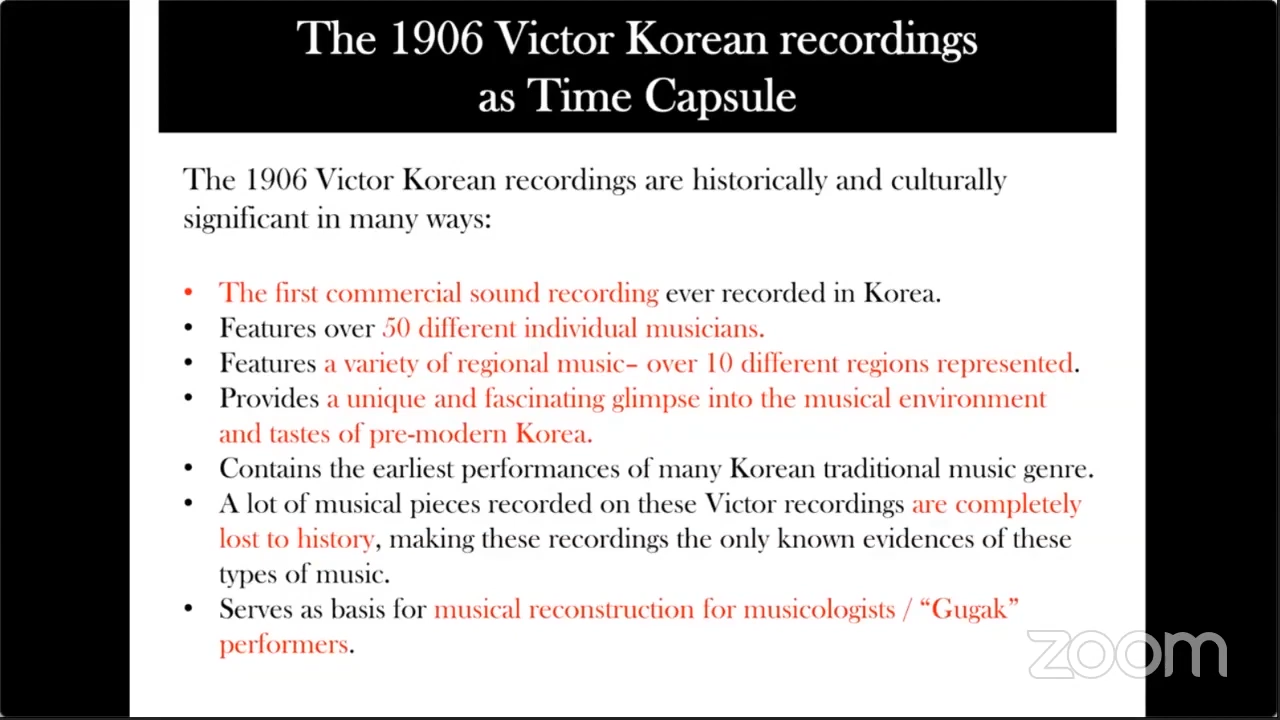 The 1906 Victor Korean recordings
as Time Capsule
The 1906 Victor Korean recordings are historically and culturally
significant in many ways:
• The first commercial sound recording ever recorded in Korea.
• Features over 50 different individual musicians.
• Features a variety of regional music– over 10 different regions represented.
• Provides a unique and fascinating glimpse into the musical environment
and tastes of pre-modern Korea.
• Contains the earliest performances of many Korean traditional music genre.
• A lot of musical pieces recorded on these Victor recordings are completely
lost to history, making these recordings the only known evidences of these
types of music.
• Serves as basis for musical reconstruction for musicologists / “Gugak”
performers.
zoom